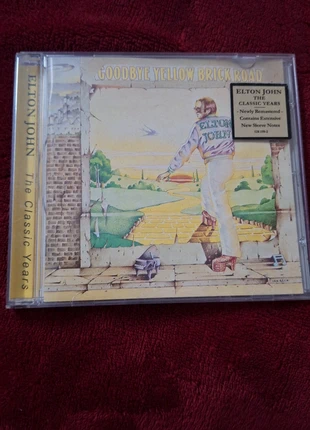 GOODBYE YELLOW BRICK ROAD
ELTON JOHN The Classic Years
ELTON JOHN
THE
CLASSIC YEARS
Newly Remastered
Contains Extensive
New Sleeve Notes
ELTON
JOHN